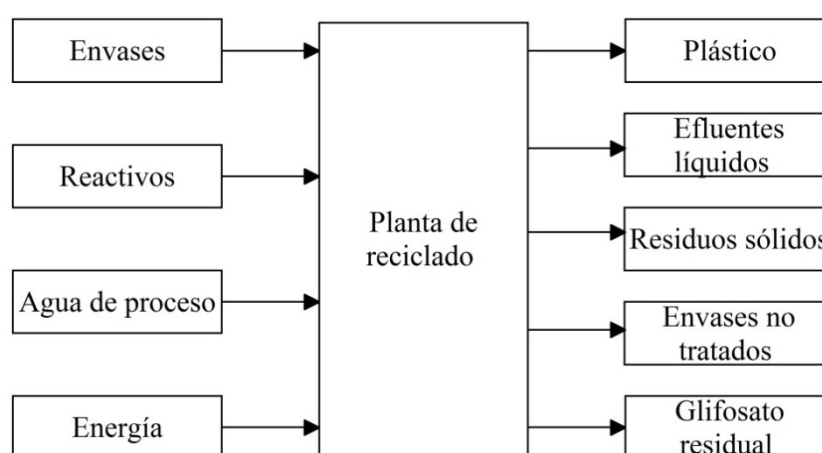 Envases
Reactivos
Agua de proceso
Energía
Planta de
reciclado
Plástico
Efluentes
líquidos
Residuos sólidos
Envases no
tratados
Glifosato
residual